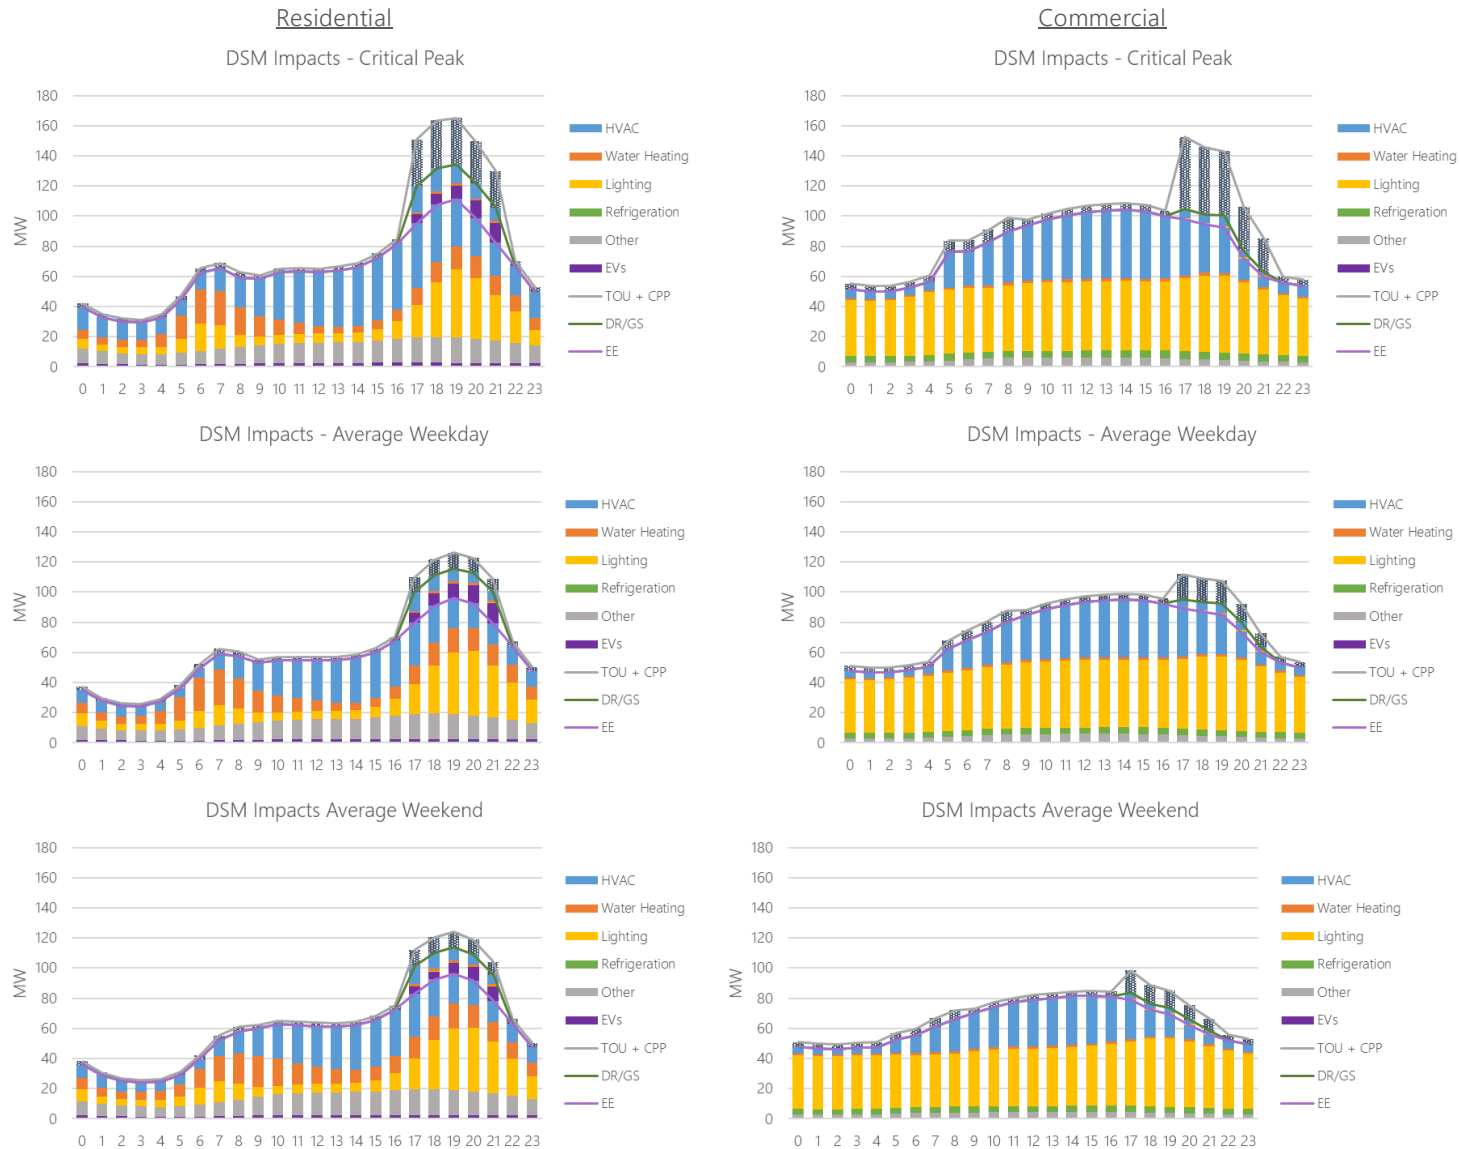 Residential
Commercial
DSM Impacts - Critical Peak
180
160
140
120
100
80
60
40
20
0
MW
0 1 2 3 4 5 6 7 8 9 10 11 12 13 14 15 16 17 18 19 20 21 22 23
HVAC
Water Heating
Lighting
Refrigeration
Other
EVs
TOU + CPP
DR/GS
EE
DSM Impacts - Critical Peak
180
160
140
120
100
80
60
40
20
0
MW
0 1 2 3 4 5 6 7 8 9 10 11 12 13 14 15 16 17 18 19 20 21 22 23
HVAC
Water Heating
Lighting
Refrigeration
Other
EVs
TOU + CPP
DR/GS
EE
DSM Impacts - Average Weekday
180
160
140
120
100
80
60
40
20
0
MW
0 1 2 3 4 5 6 7 8 9 10 11 12 13 14 15 16 17 18 19 20 21 22 23
HVAC
Water Heating
Lighting
Refrigeration
Other
EVs
TOU + CPP
DR/GS
EE
DSM Impacts - Average Weekday
180
160
140
120
100
80
60
40
20
0
MW
0 1 2 3 4 5 6 7 8 9 10 11 12 13 14 15 16 17 18 19 20 21 22 23
HVAC
Water Heating
Lighting
Refrigeration
Other
EVs
TOU + CPP
DR/GS
EE
DSM Impacts Average Weekend
180
160
140
120
100
80
60
40
20
0
MW
0 1 2 3 4 5 6 7 8 9 10 11 12 13 14 15 16 17 18 19 20 21 22 23
HVAC
Water Heating
Lighting
Refrigeration
Other
EVs
TOU + CPP
DR/GS
EE
DSM Impacts Average Weekend
180
160
140
120
100
80
60
40
20
0
MW
0 1 2 3 4 5 6 7 8 9 10 11 12 13 14 15 16 17 18 19 20 21 22 23
HVAC
Water Heating
Lighting
Refrigeration
Other
EVs
TOU + CPP
DR/GS
EE